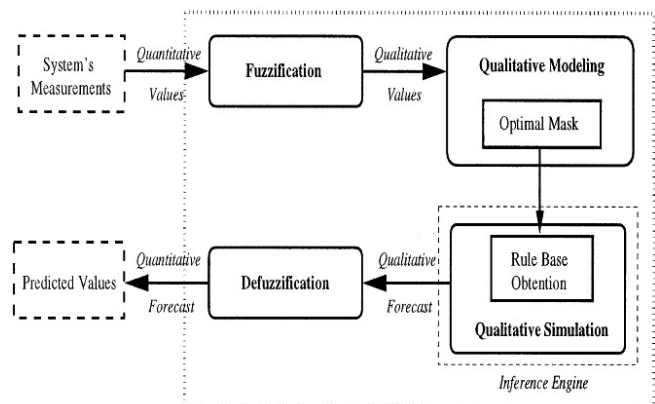 System's
Measurements
Quantitative
Values
Fuzzification
Qualitative
Values
Qualitative Modeling
Optimal Mask
Predicted Values
Quantitative
Forecast
Defuzzification
Qualitative
Forecast
Rule Base
Obtention
Qualitative Simulation
Inference Engine